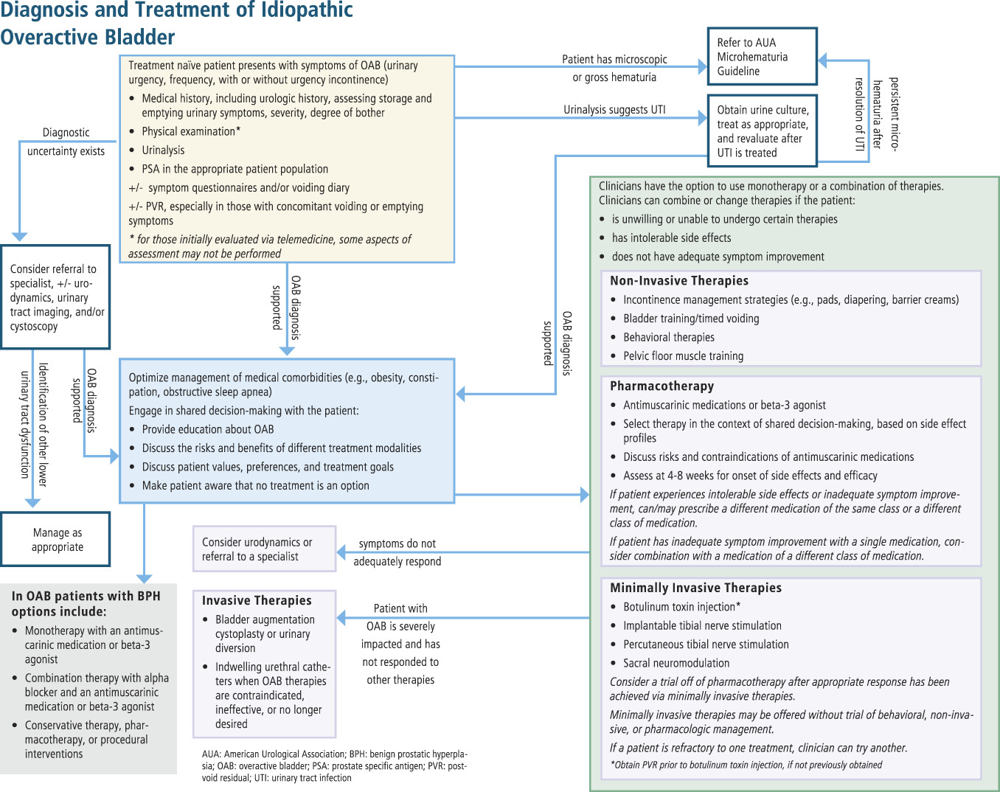 Diagnosis and Treatment of Idiopathic
Overactive Bladder
Treatment naïve patient presents with symptoms of OAB (urinary
urgency, frequency, with or without urgency incontinence)
• Medical history, including urologic history, assessing storage and
emptying urinary symptoms, severity, degree of bother
• Physical examination*
• Urinalysis
• PSA in the appropriate patient population
+/- symptom questionnaires and/or voiding diary
+/- PVR, especially in those with concomitant voiding or emptying
symptoms
* for those initially evaluated via telemedicine, some aspects of
assessment may not be performed
Patient has microscopic
or gross hematuria
Refer to AUA
Microhematuria
Guideline
Urinalysis suggests UTI
Obtain urine culture,
treat as appropriate,
and revaluate after
UTI is treated
persistent micro-
hematuria after
resolution of UTI
Diagnostic
uncertainty exists
Consider referral to
specialist, +/- uro-
dynamics, urinary
tract imaging, and/or
cystoscopy
OAB diagnosis
supported
OAB diagnosis
supported
Identification of other lower
urinary tract dysfunction
OAB diagnosis
supported
Manage as
appropriate
Optimize management of medical comorbidities (e.g., obesity, consti-
pation, obstructive sleep apnea)
Engage in shared decision-making with the patient:
• Provide education about OAB
• Discuss the risks and benefits of different treatment modalities
• Discuss patient values, preferences, and treatment goals
• Make patient aware that no treatment is an option
In OAB patients with BPH
options include:
• Monotherapy with an antimus-
carinic medication or beta-3
agonist
• Combination therapy with alpha
blocker and an antimuscarinic
medication or beta-3 agonist
• Conservative therapy, phar-
macotherapy, or procedural
interventions
Clinicians have the option to use monotherapy or a combination of therapies.
Clinicians can combine or change therapies if the patient:
• is unwilling or unable to undergo certain therapies
• has intolerable side effects
• does not have adequate symptom improvement
Non-Invasive Therapies
• Incontinence management strategies (e.g., pads, diapering, barrier creams)
• Bladder training/timed voiding
• Behavioral therapies
• Pelvic floor muscle training
Pharmacotherapy
• Antimuscarinic medications or beta-3 agonist
• Select therapy in the context of shared decision-making, based on side effect
profiles
• Discuss risks and contraindications of antimuscarinic medications
• Assess at 4-8 weeks for onset of side effects and efficacy
If patient experiences intolerable side effects or inadequate symptom improve-
ment, can/may prescribe a different medication of the same class or a different
class of medication.
If patient has inadequate symptom improvement with a single medication, con-
sider combination with a medication of a different class of medication.
Minimally Invasive Therapies
• Botulinum toxin injection*
• Implantable tibial nerve stimulation
• Percutaneous tibial nerve stimulation
• Sacral neuromodulation
Consider a trial off of pharmacotherapy after appropriate response has been
achieved via minimally invasive therapies.
Minimally invasive therapies may be offered without trial of behavioral, non-inva-
sive, or pharmacologic management.
If a patient is refractory to one treatment, clinician can try another.
*Obtain PVR prior to botulinum toxin injection, if not previously obtained
symptoms do not
adequately respond
Consider urodynamics or
referral to a specialist
Patient with
OAB is severely
impacted and has
not responded to
other therapies
Invasive Therapies
• Bladder augmentation
cystoplasty or urinary
diversion
• Indwelling urethral cathe-
ters when OAB therapies
are contraindicated,
ineffective, or no longer
desired
AUA: American Urological Association; BPH: benign prostatic hyperpla-
sia; OAB: overactive bladder; PSA: prostate specific antigen; PVR: post-
void residual; UTI: urinary tract infection